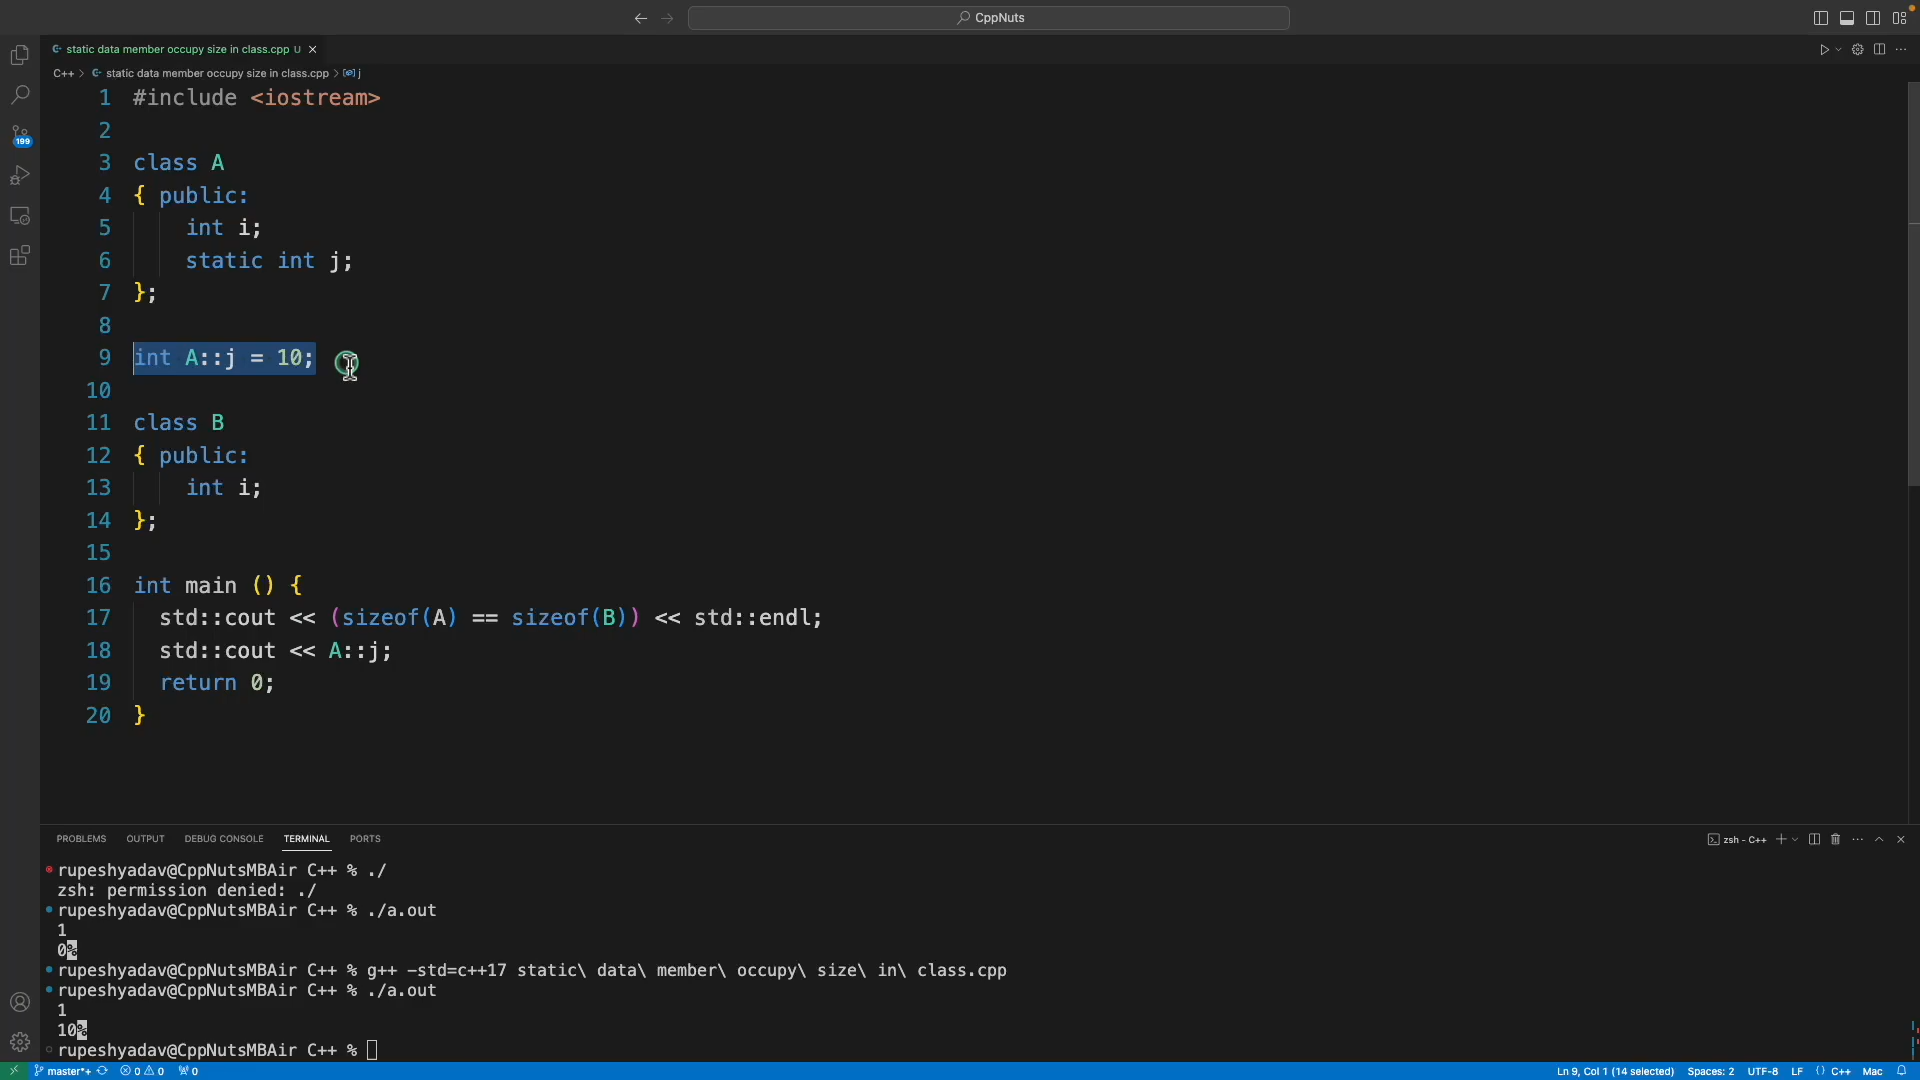 CppNuts
static data member occupy size in class.cpp U
C++ > static data member occupy size in class.cpp > j
1 #include <iostream>
2
3 class A
4 { public:
5 int i;
6 static int j;
7 };
8
9 int A::j = 10;
10
11 class B
12 { public:
13 int i;
14 };
15
16 int main () {
17 std::cout << (sizeof(A) == sizeof(B)) << std::endl;
18 std::cout << A::j;
19 return 0;
20 }
199
PROBLEMS OUTPUT DEBUG CONSOLE TERMINAL PORTS zsh - C++
rupeshyadav@CppNutsMBAir C++ % ./
zsh: permission denied: ./
rupeshyadav@CppNutsMBAir C++ % ./a.out
1
0%
rupeshyadav@CppNutsMBAir C++ % g++ -std=c++17 static\ data\ member\ occupy\ size\ in\ class.cpp
rupeshyadav@CppNutsMBAir C++ % ./a.out
1
10%
rupeshyadav@CppNutsMBAir C++ %
master*+ 0 0 0 Ln 9, Col 1 (14 selected) Spaces: 2 UTF-8 LF {} C++ Mac